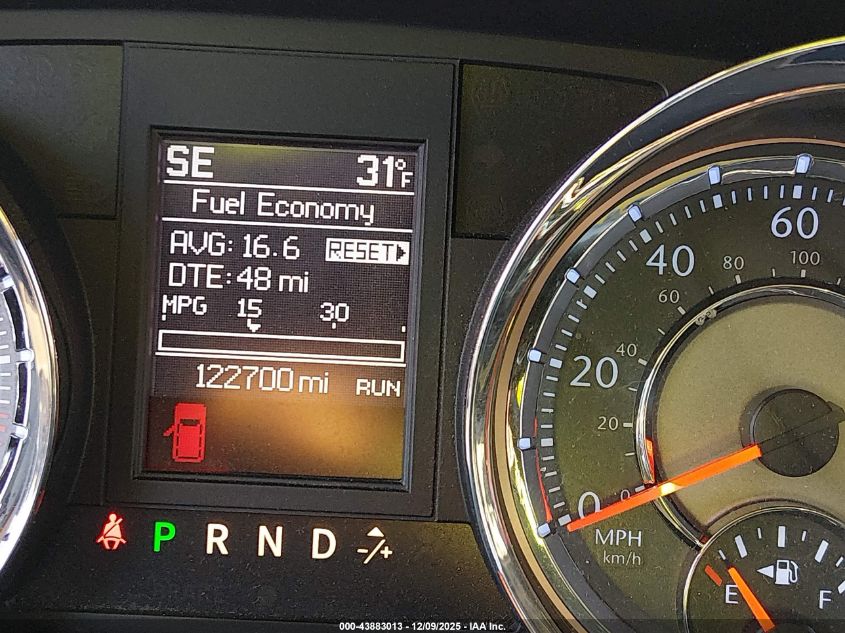 SE 31°F
Fuel Economy
AVG: 16.6 RESET
DTE: 48 mi
MPG 15 30
122700 mi RUN
P R N D -/+
0 20 40 60
MPH
0 20 40 60 80 100
km/h
E F
000-43883013 - 12/09/2025 - IAA Inc.